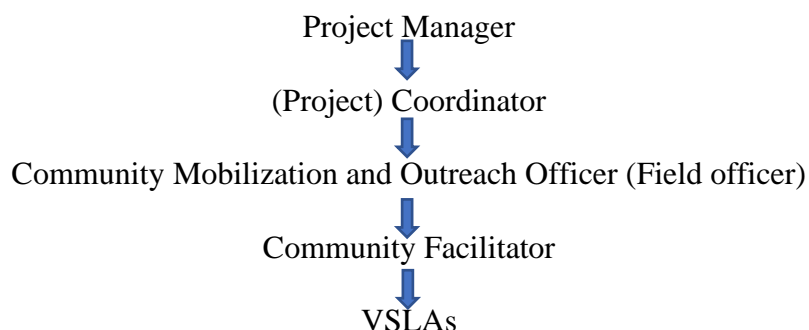 Project Manager
(Project) Coordinator
Community Mobilization and Outreach Officer (Field officer)
Community Facilitator
VSLAs